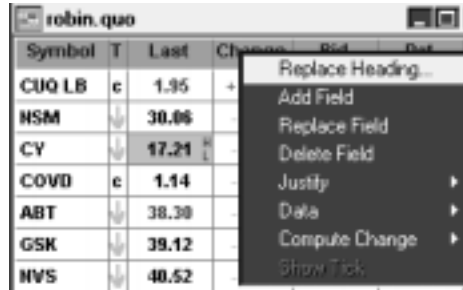 robin.quo
Symbol T Last Change Bid
CUQ LB c 1.95 +
NSM 30.06
CY 17.21 H L
COVD c 1.14
ABT 38.30
GSK 39.12
NVS 40.52
Replace Heading...
Add Field
Replace Field
Delete Field
Justify
Data
Compute Change
Show Tick